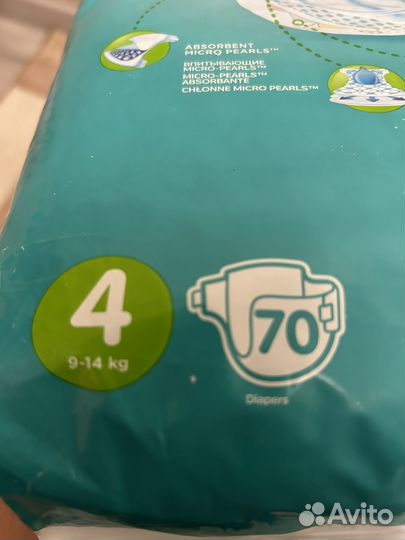 ABSORBENT
MICRO PEARLS™
ВПИТЫВАЮЩИЕ
MICRO-PEARLS™
MICRO-PEARLS™
ABSORBANTE
CHŁONNE MICRO PEARLS™
4
9-14 kg
70
Diapers
Avito